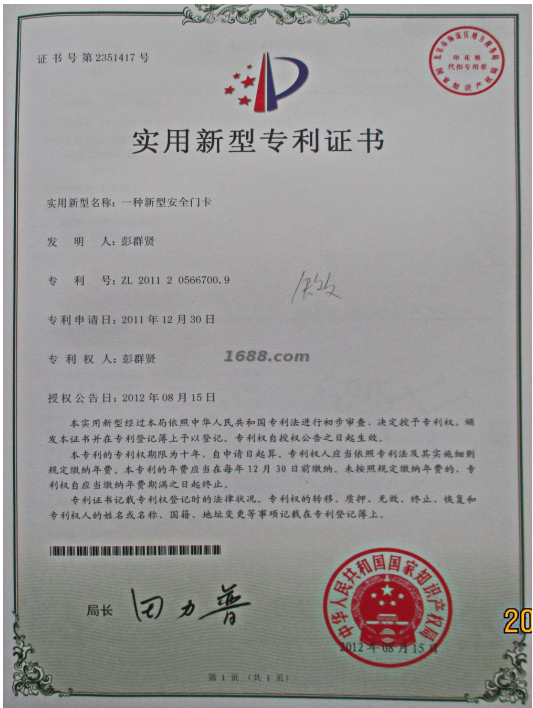 证书号第2351417号
印花税
代扣专用章
国家知识产权局
实用新型专利证书
实用新型名称：一种新型安全门卡
发明人：彭群贤
专利号：ZL 2011 2 0566700.9
专利申请日：2011年12月30日
专利权人：彭群贤
1688.com
授权公告日：2012年08月15日
本实用新型经过本局依照中华人民共和国专利法进行初步审查，决定授予专利权，颁
发本证书并在专利登记簿上予以登记。专利权自授权公告之日起生效。
本专利的专利权期限为十年，自申请日起算。专利权人应当依照专利法及其实施细则
规定缴纳年费。本专利的年费应当在每年12月30日前缴纳。未按照规定缴纳年费的，专
利权自应当缴纳年费期满之日起终止。
专利证书记载专利权登记时的法律状况。专利权的转移、质押、无效、终止、恢复和
专利权人的姓名或名称、国籍、地址变更等事项记载在专利登记簿上。
局长
田力普
中华人民共和国国家知识产权局
2012年08月15日
20
第1页（共1页）